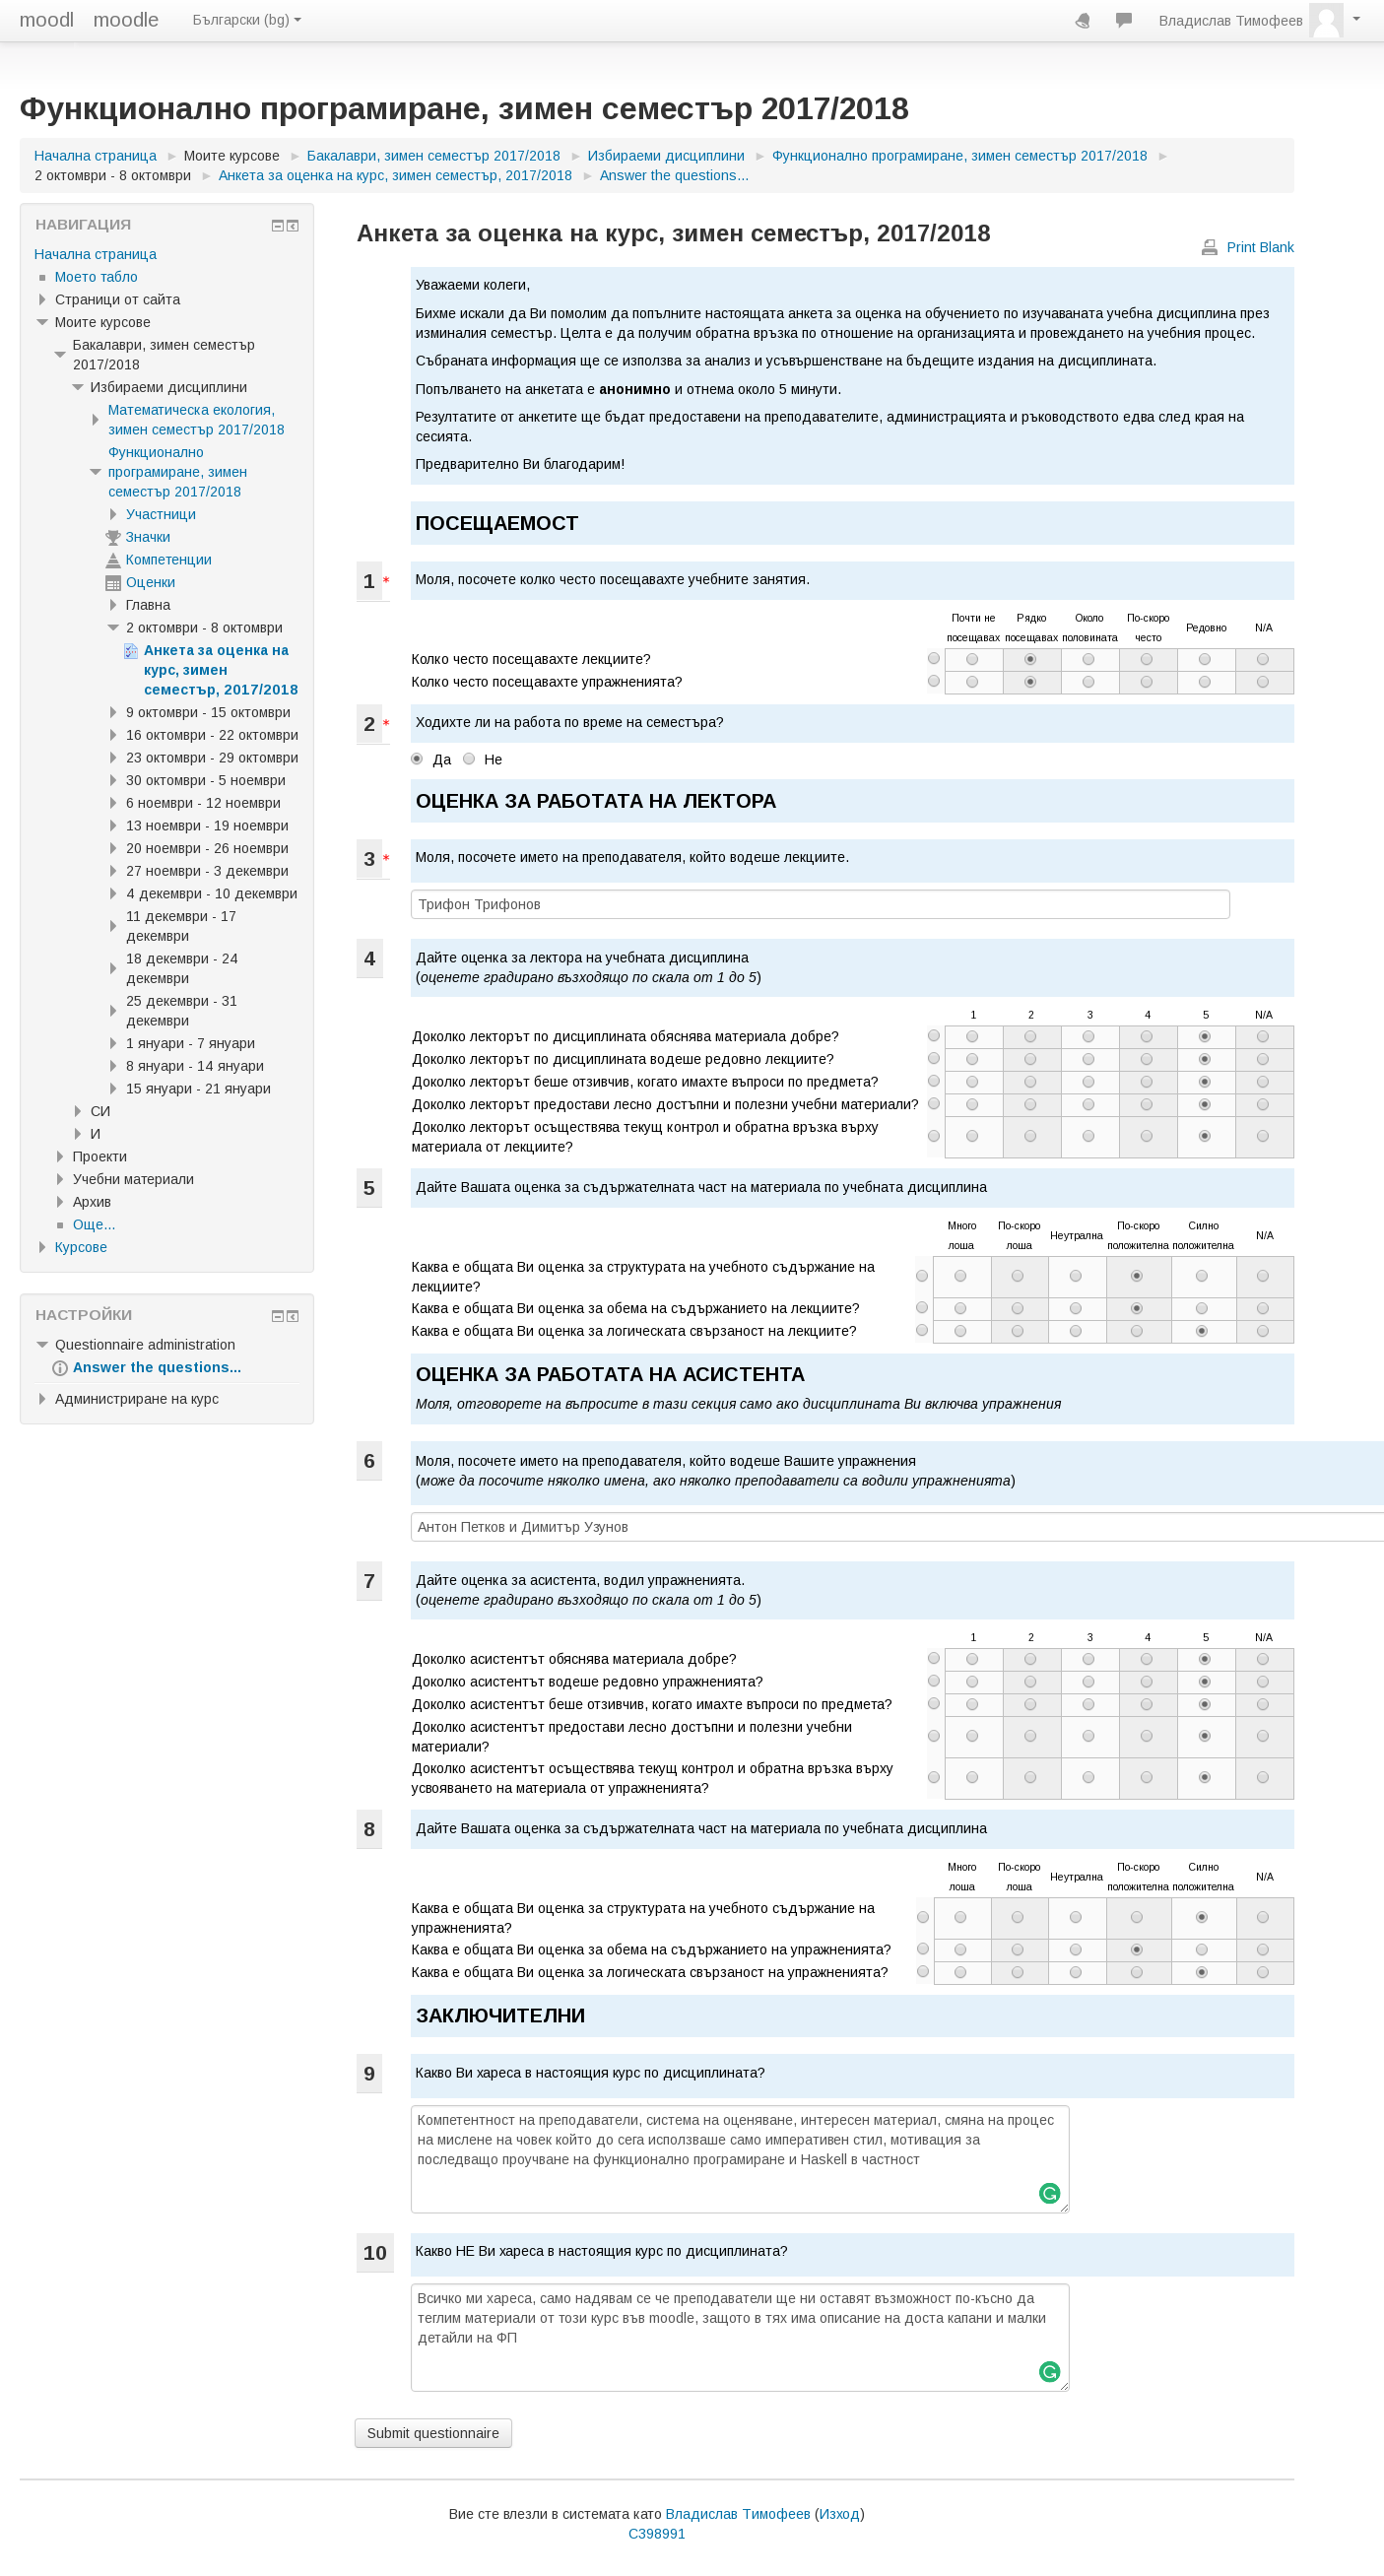 moodl moodle Български (bg) Владислав Тимофеев
Функционално програмиране, зимен семестър 2017/2018
Начална страница ► Моите курсове ► Бакалаври, зимен семестър 2017/2018 ► Избираеми дисциплини ► Функционално програмиране, зимен семестър 2017/2018 ►
2 октомври - 8 октомври ► Анкета за оценка на курс, зимен семестър, 2017/2018 ► Answer the questions...
НАВИГАЦИЯ
Начална страница
Моето табло
Страници от сайта
Моите курсове
Бакалаври, зимен семестър
2017/2018
Избираеми дисциплини
Математическа екология,
зимен семестър 2017/2018
Функционално
програмиране, зимен
семестър 2017/2018
Участници
Значки
Компетенции
Оценки
Главна
2 октомври - 8 октомври
Анкета за оценка на
курс, зимен
семестър, 2017/2018
9 октомври - 15 октомври
16 октомври - 22 октомври
23 октомври - 29 октомври
30 октомври - 5 ноември
6 ноември - 12 ноември
13 ноември - 19 ноември
20 ноември - 26 ноември
27 ноември - 3 декември
4 декември - 10 декември
11 декември - 17
декември
18 декември - 24
декември
25 декември - 31
декември
1 януари - 7 януари
8 януари - 14 януари
15 януари - 21 януари
СИ
И
Проекти
Учебни материали
Архив
Още...
Курсове
НАСТРОЙКИ
Questionnaire administration
Answer the questions...
Администриране на курс
Анкета за оценка на курс, зимен семестър, 2017/2018
Print Blank
Уважаеми колеги,
Бихме искали да Ви помолим да попълните настоящата анкета за оценка на обучението по изучаваната учебна дисциплина през
изминалия семестър. Целта е да получим обратна връзка по отношение на организацията и провеждането на учебния процес.
Събраната информация ще се използва за анализ и усъвършенстване на бъдещите издания на дисциплината.
Попълването на анкетата е анонимно и отнема около 5 минути.
Резултатите от анкетите ще бъдат предоставени на преподавателите, администрацията и ръководството едва след края на
сесията.
Предварително Ви благодарим!
ПОСЕЩАЕМОСТ
1* Моля, посочете колко често посещавахте учебните занятия.
Почти не Рядко Около По-скоро Редовно N/A
посещавах посещавах половината често
Колко често посещавахте лекциите?
Колко често посещавахте упражненията?
2* Ходихте ли на работа по време на семестъра?
Да Не
ОЦЕНКА ЗА РАБОТАТА НА ЛЕКТОРА
3* Моля, посочете името на преподавателя, който водеше лекциите.
Трифон Трифонов
4 Дайте оценка за лектора на учебната дисциплина
(оценете градирано възходящо по скала от 1 до 5)
1 2 3 4 5 N/A
Доколко лекторът по дисциплината обяснява материала добре?
Доколко лекторът по дисциплината водеше редовно лекциите?
Доколко лекторът беше отзивчив, когато имахте въпроси по предмета?
Доколко лекторът предостави лесно достъпни и полезни учебни материали?
Доколко лекторът осъществява текущ контрол и обратна връзка върху
материала от лекциите?
5 Дайте Вашата оценка за съдържателната част на материала по учебната дисциплина
Много По-скоро Неутрална По-скоро Силно N/A
лоша лоша положителна положителна
Каква е общата Ви оценка за структурата на учебното съдържание на
лекциите?
Каква е общата Ви оценка за обема на съдържанието на лекциите?
Каква е общата Ви оценка за логическата свързаност на лекциите?
ОЦЕНКА ЗА РАБОТАТА НА АСИСТЕНТА
Моля, отговорете на въпросите в тази секция само ако дисциплината Ви включва упражнения
6 Моля, посочете името на преподавателя, който водеше Вашите упражнения
(може да посочите няколко имена, ако няколко преподаватели са водили упражненията)
Антон Петков и Димитър Узунов
7 Дайте оценка за асистента, водил упражненията.
(оценете градирано възходящо по скала от 1 до 5)
1 2 3 4 5 N/A
Доколко асистентът обяснява материала добре?
Доколко асистентът водеше редовно упражненията?
Доколко асистентът беше отзивчив, когато имахте въпроси по предмета?
Доколко асистентът предостави лесно достъпни и полезни учебни
материали?
Доколко асистентът осъществява текущ контрол и обратна връзка върху
усвояването на материала от упражненията?
8 Дайте Вашата оценка за съдържателната част на материала по учебната дисциплина
Много По-скоро Неутрална По-скоро Силно N/A
лоша лоша положителна положителна
Каква е общата Ви оценка за структурата на учебното съдържание на
упражненията?
Каква е общата Ви оценка за обема на съдържанието на упражненията?
Каква е общата Ви оценка за логическата свързаност на упражненията?
ЗАКЛЮЧИТЕЛНИ
9 Какво Ви хареса в настоящия курс по дисциплината?
Компетентност на преподаватели, система на оценяване, интересен материал, смяна на процес
на мислене на човек който до сега използваше само императивен стил, мотивация за
последващо проучване на функционално програмиране и Haskell в частност
10 Какво НЕ Ви хареса в настоящия курс по дисциплината?
Всичко ми хареса, само надявам се че преподаватели ще ни оставят възможност по-късно да
теглим материали от този курс във moodle, защото в тях има описание на доста капани и малки
детайли на ФП
Submit questionnaire
Вие сте влезли в системата като Владислав Тимофеев (Изход)
С398991